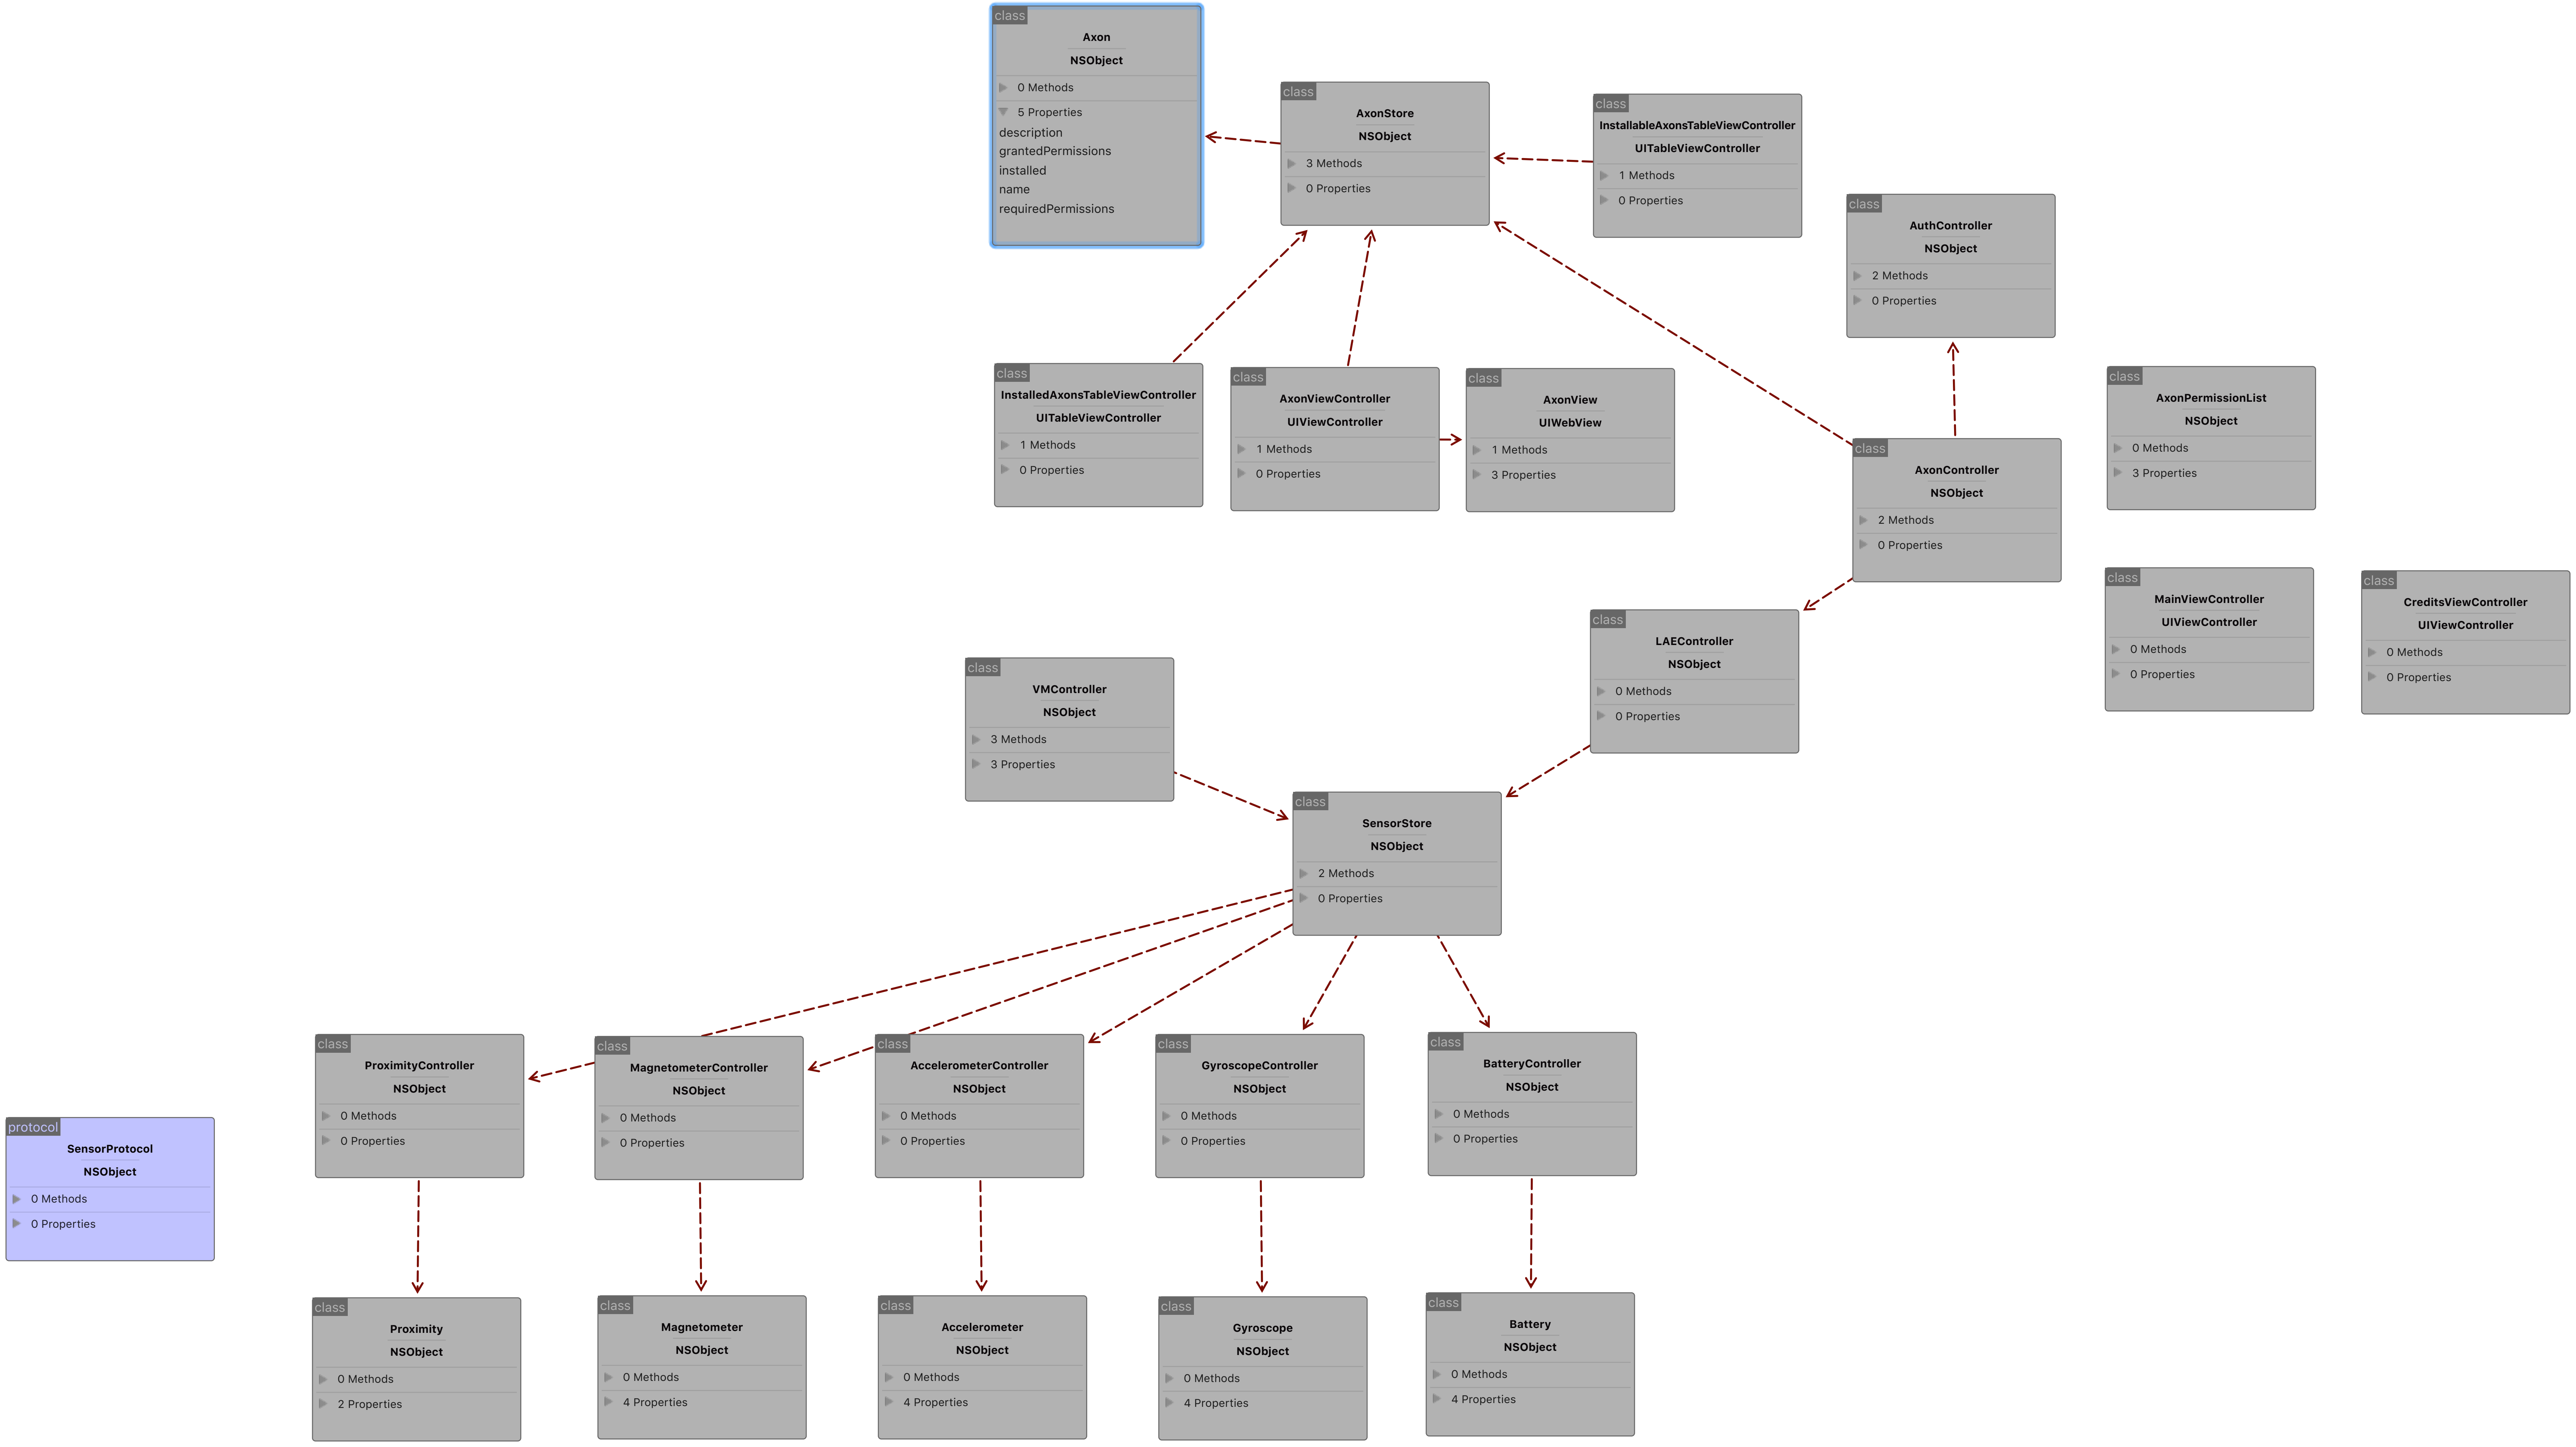 class
Axon
NSObject
0 Methods
5 Properties
description
grantedPermissions
installed
name
requiredPermissions
class
AxonStore
NSObject
3 Methods
0 Properties
class
InstallableAxonsTableViewController
UITableViewController
1 Methods
0 Properties
class
AuthController
NSObject
2 Methods
0 Properties
class
InstalledAxonsTableViewController
UITableViewController
1 Methods
0 Properties
class
AxonViewController
UIViewController
1 Methods
0 Properties
class
AxonView
UIWebView
1 Methods
3 Properties
class
AxonPermissionList
NSObject
0 Methods
3 Properties
class
AxonController
NSObject
2 Methods
0 Properties
class
MainViewController
UIViewController
0 Methods
0 Properties
class
CreditsViewController
UIViewController
0 Methods
0 Properties
class
LAEController
NSObject
0 Methods
0 Properties
class
VMController
NSObject
3 Methods
3 Properties
class
SensorStore
NSObject
2 Methods
0 Properties
class
ProximityController
NSObject
0 Methods
0 Properties
class
MagnetometerController
NSObject
0 Methods
0 Properties
class
AccelerometerController
NSObject
0 Methods
0 Properties
class
GyroscopeController
NSObject
0 Methods
0 Properties
class
BatteryController
NSObject
0 Methods
0 Properties
protocol
SensorProtocol
NSObject
0 Methods
0 Properties
class
Proximity
NSObject
0 Methods
2 Properties
class
Magnetometer
NSObject
0 Methods
4 Properties
class
Accelerometer
NSObject
0 Methods
4 Properties
class
Gyroscope
NSObject
0 Methods
4 Properties
class
Battery
NSObject
0 Methods
4 Properties